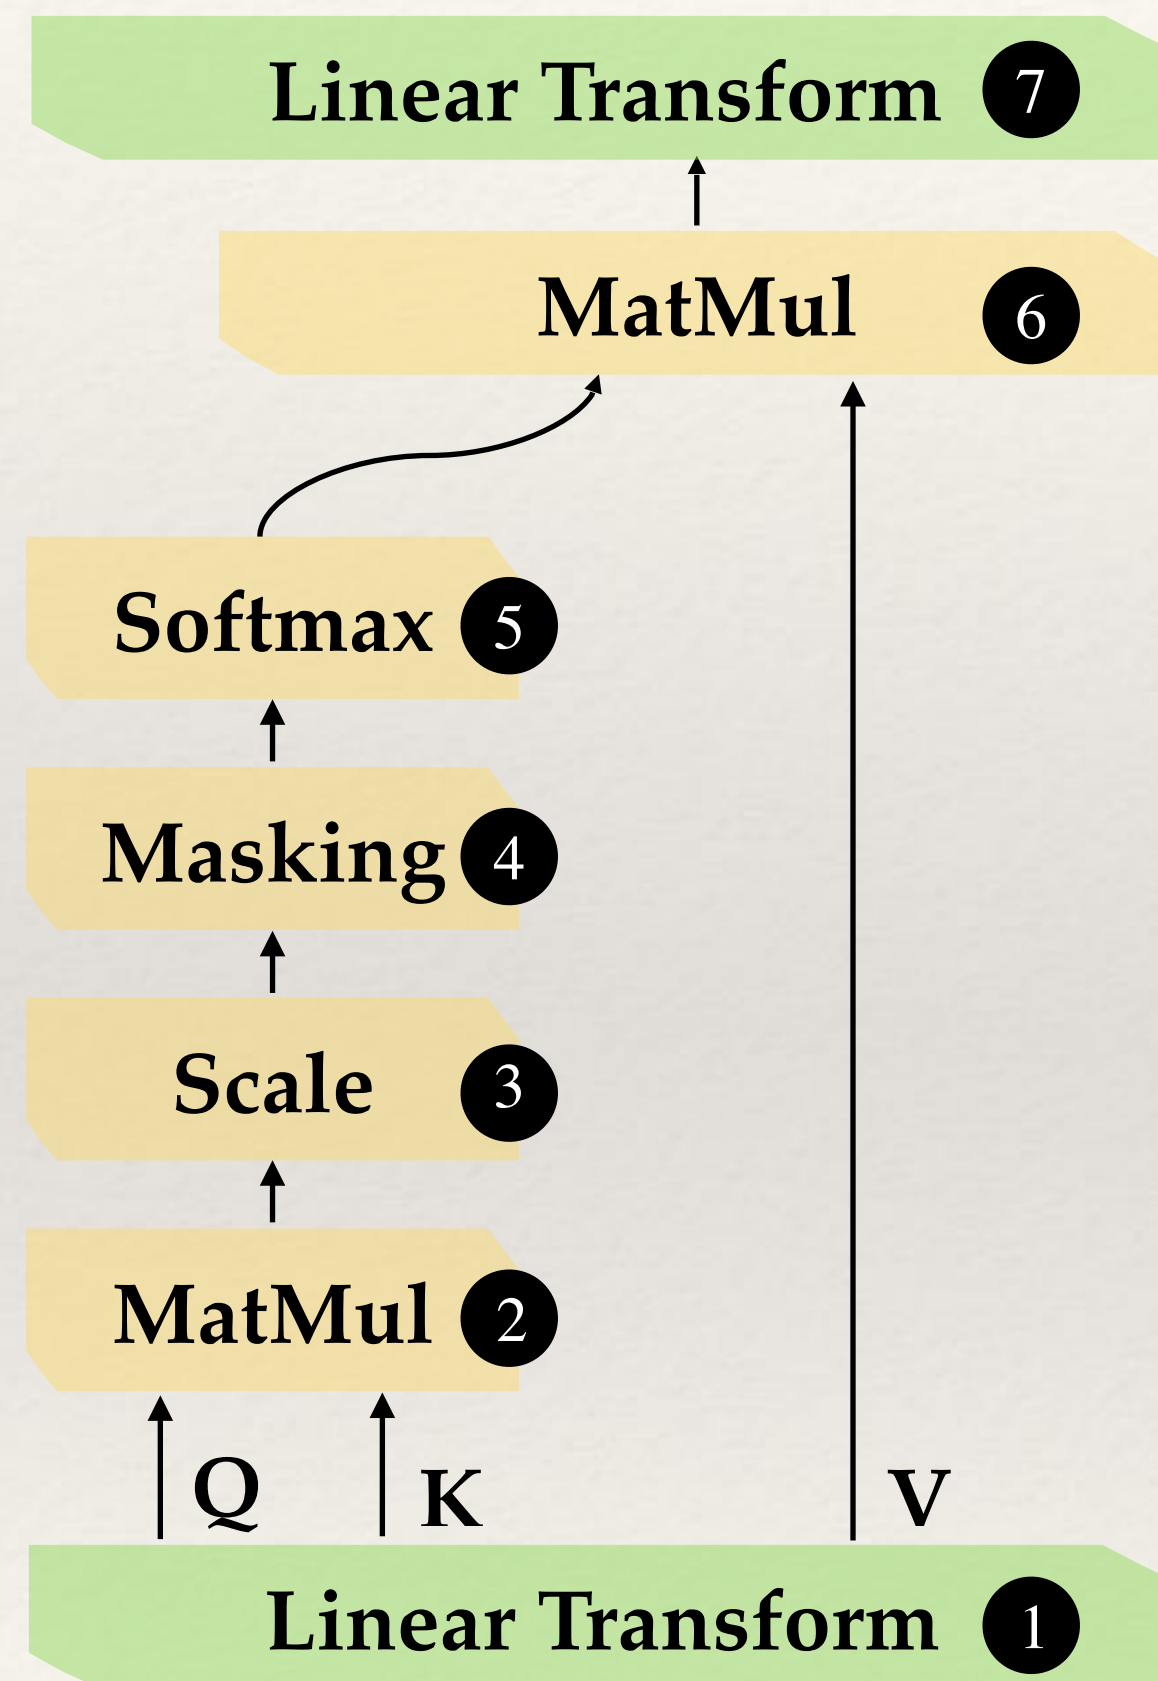 Linear Transform 7
MatMul 6
Softmax 5
Masking 4
Scale 3
MatMul 2
Q K V
Linear Transform 1